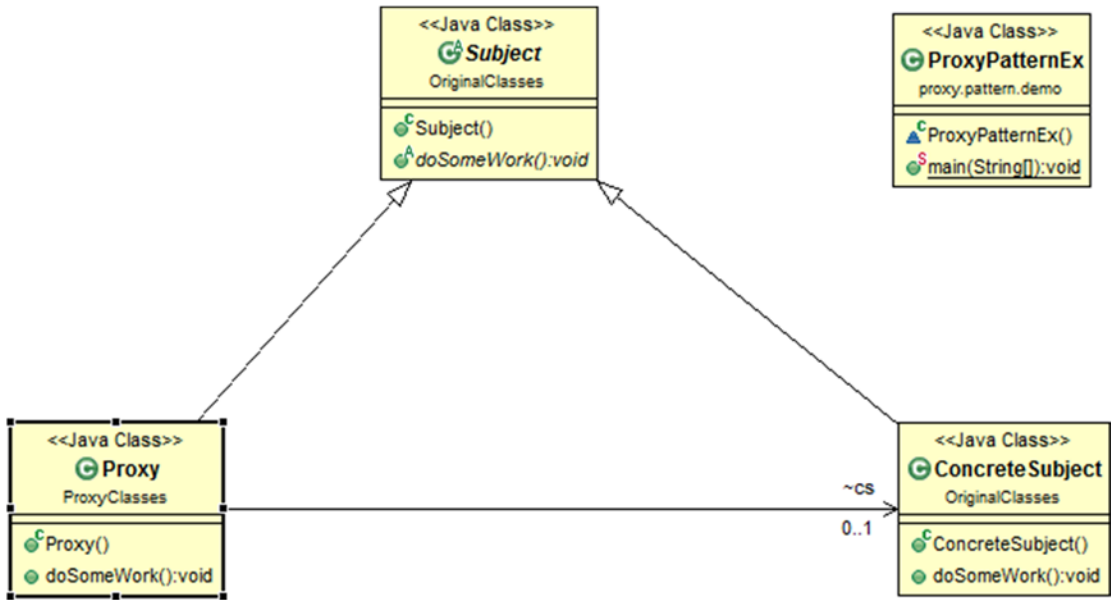 <<Java Class>>
Subject
OriginalClasses
Subject()
doSomeWork():void
<<Java Class>>
ProxyPatternEx
proxy.pattern.demo
ProxyPatternEx()
main(String[]):void
<<Java Class>>
Proxy
ProxyClasses
Proxy()
doSomeWork():void
~cs
0..1
<<Java Class>>
ConcreteSubject
OriginalClasses
ConcreteSubject()
doSomeWork():void